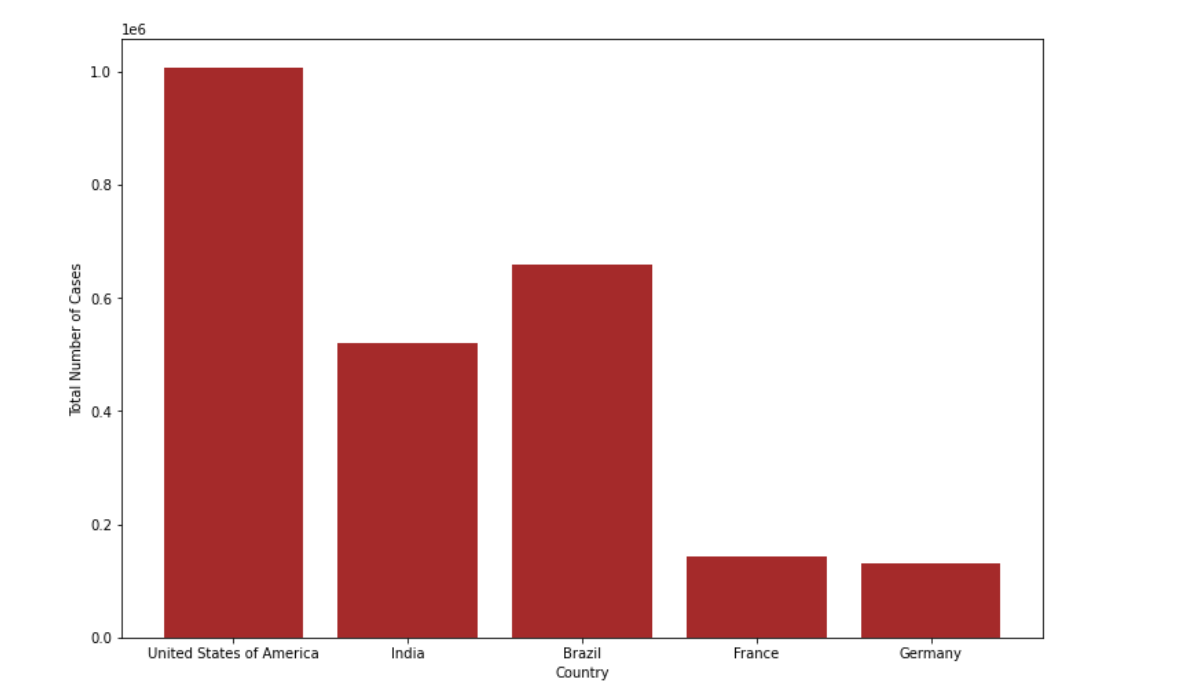 1e6
1.0
0.8
0.6
0.4
0.2
0.0
Total Number of Cases
United States of America India Brazil France Germany
Country